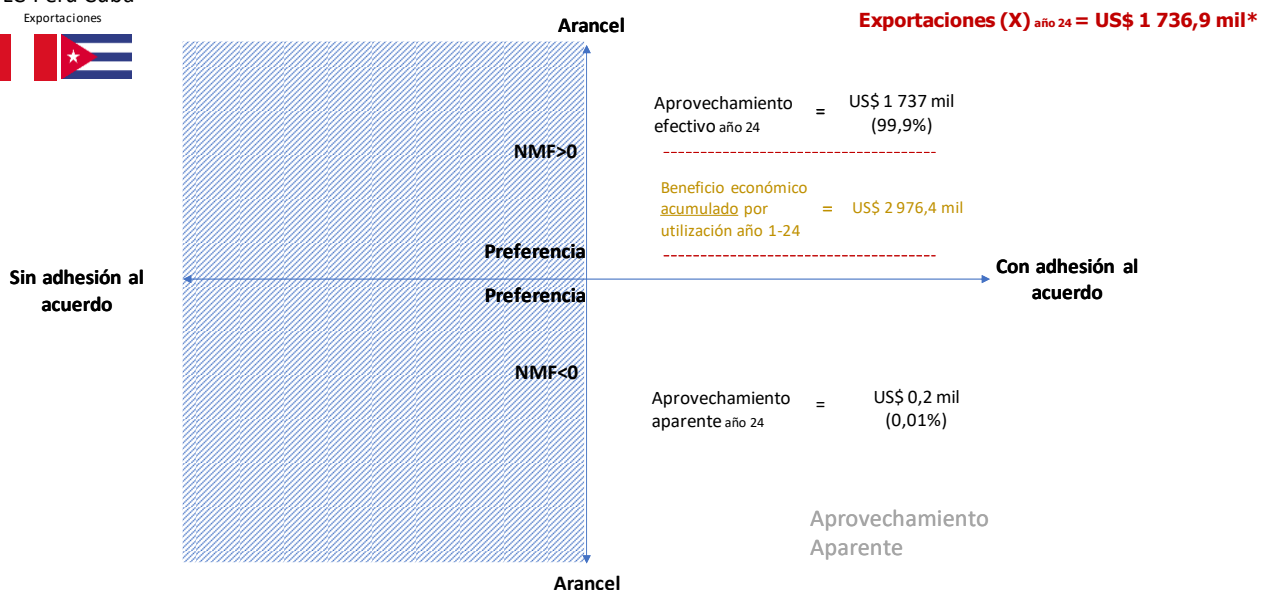 Exportaciones
Arancel
Exportaciones (X) año 24 = US$ 1 736,9 mil*
Aprovechamiento
efectivo año 24
=
US$ 1 737 mil
(99,9%)
NMF>0
Beneficio económico
acumulado por
utilización año 1-24
=
US$ 2 976,4 mil
Preferencia
Sin adhesión al
acuerdo
Con adhesión al
acuerdo
Preferencia
NMF<0
Aprovechamiento
aparente año 24
=
US$ 0,2 mil
(0,01%)
Aprovechamiento
Aparente
Arancel